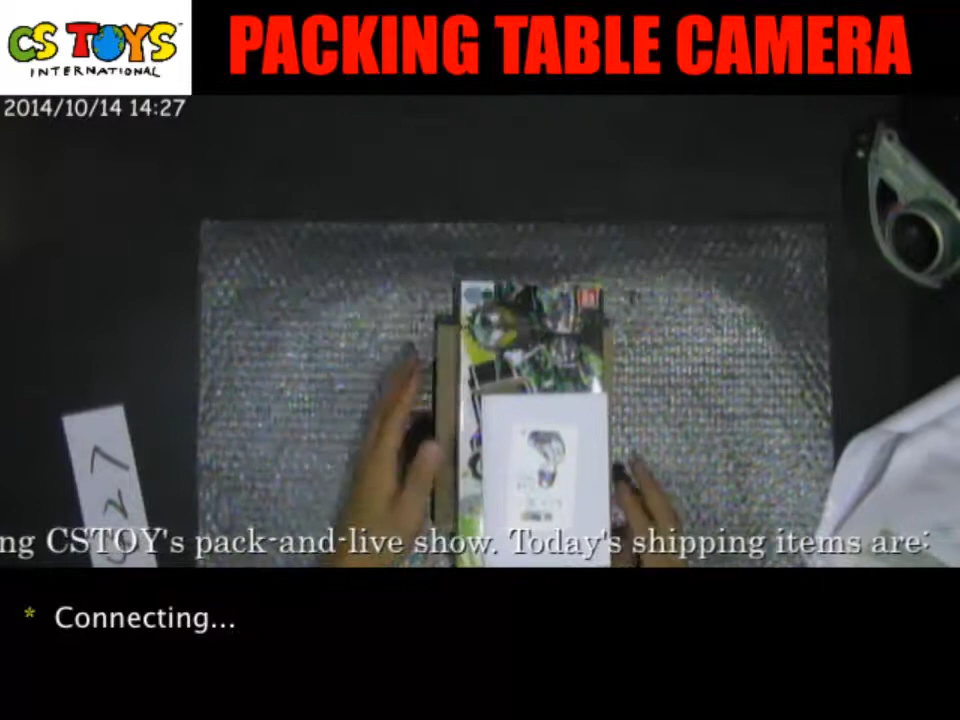 CS TOYS
INTERNATIONAL
PACKING TABLE CAMERA
2014/10/14 14:27
27
ng CSTOY's pack-and-live show. Today's shipping items are:
* Connecting...